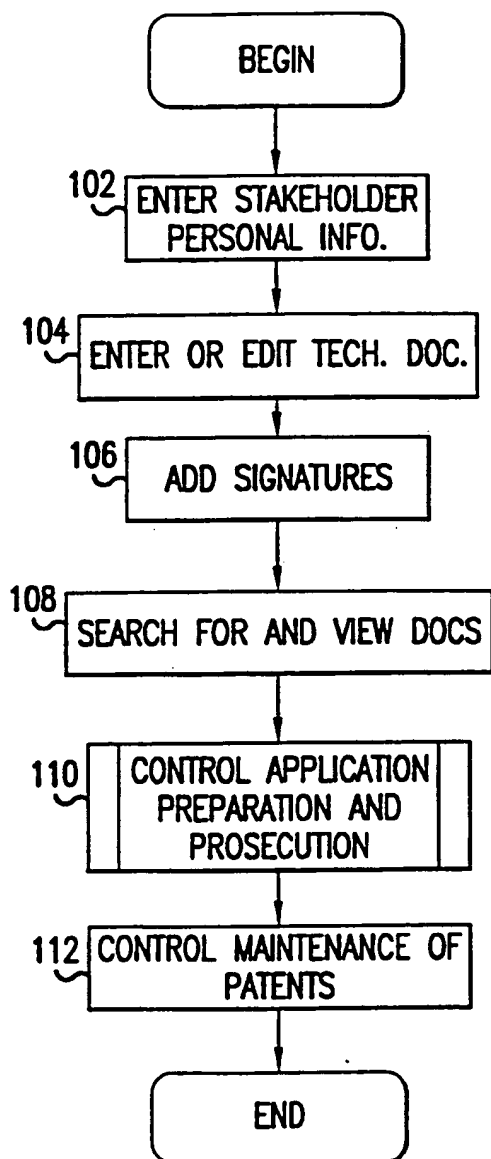 BEGIN
102
ENTER STAKEHOLDER
PERSONAL INFO.
104
ENTER OR EDIT TECH. DOC.
106
ADD SIGNATURES
108
SEARCH FOR AND VIEW DOCS
110
CONTROL APPLICATION
PREPARATION AND
PROSECUTION
112
CONTROL MAINTENANCE OF
PATENTS
END